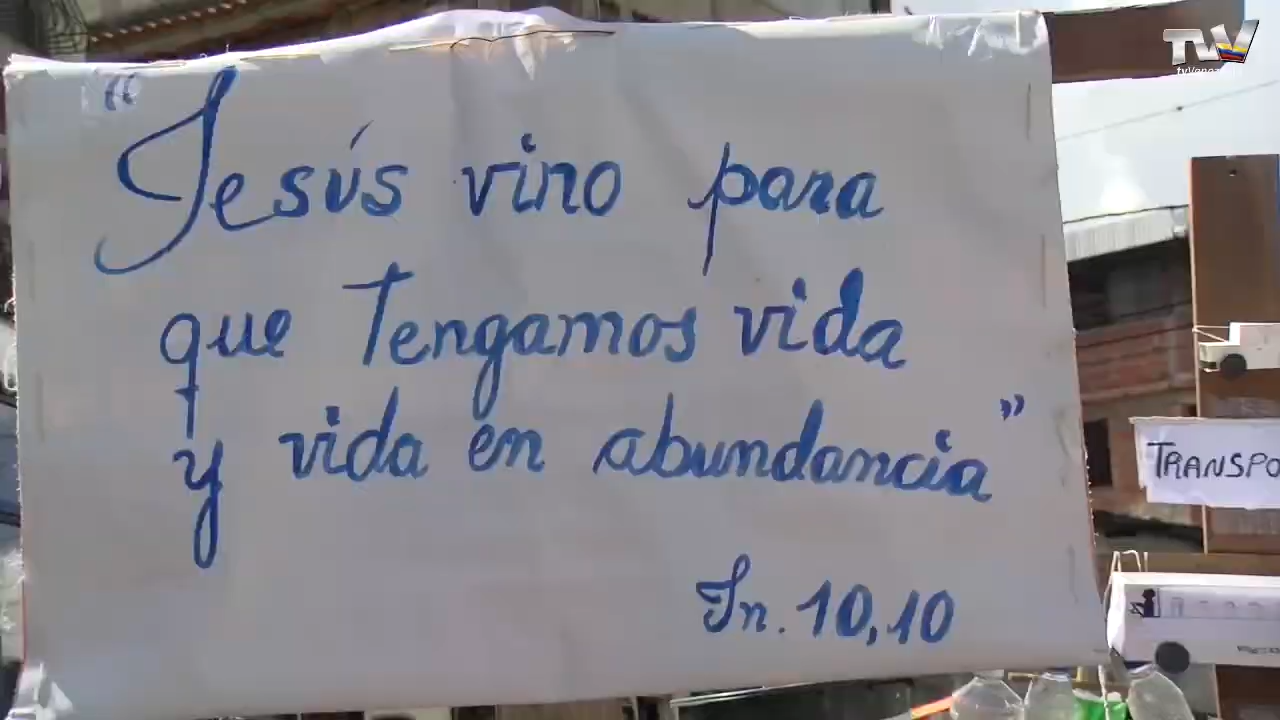 “Jesús vino para
que Tengamos vida
y vida en abundancia”
Jn. 10,10
TRANSPO
TVV